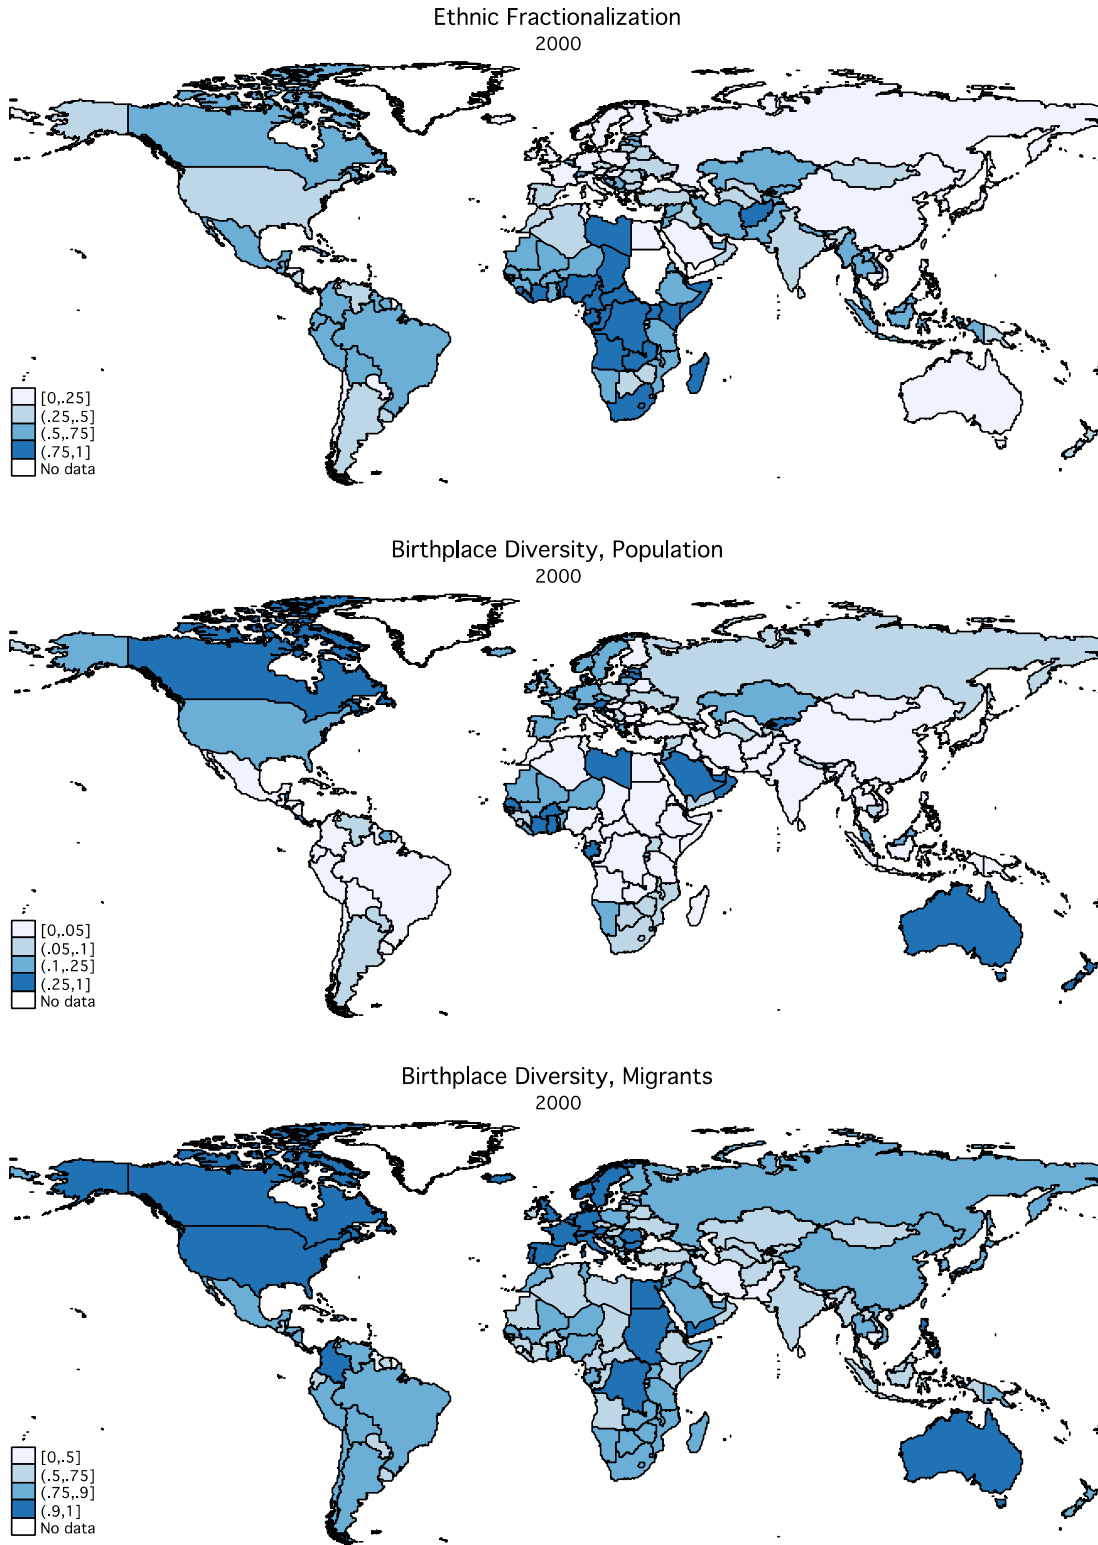 Ethnic Fractionalization
2000
[0,.25]
(.25,.5]
(.5,.75]
(.75,1]
No data
Birthplace Diversity, Population
2000
[0,.05]
(.05,.1]
(.1,.25]
(.25,1]
No data
Birthplace Diversity, Migrants
2000
[0,.5]
(.5,.75]
(.75,.9]
(.9,1]
No data